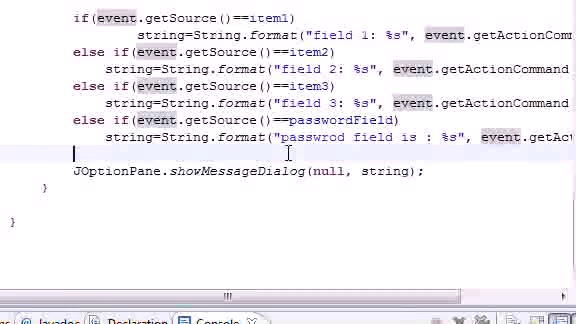 if(event.getSource()==item1)
string=String.format("field 1: %s", event.getActionComm
else if(event.getSource()==item2)
string=String.format("field 2: %s", event.getActionCommand
else if(event.getSource()==item3)
string=String.format("field 3: %s", event.getActionCommand
else if(event.getSource()==passwordField)
string=String.format("passwrod field is : %s", event.getAct
JOptionPane.showMessageDialog(null, string);
}
}
@ Javadoc Declaration Console